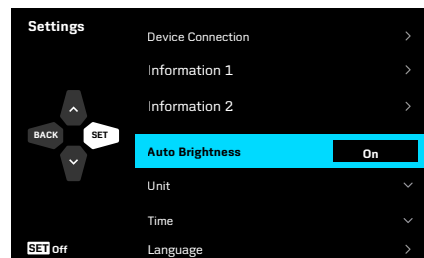 Settings
Device Connection
Information 1
Information 2
BACK SET
Auto Brightness On
Unit
Time
SET Off
Language